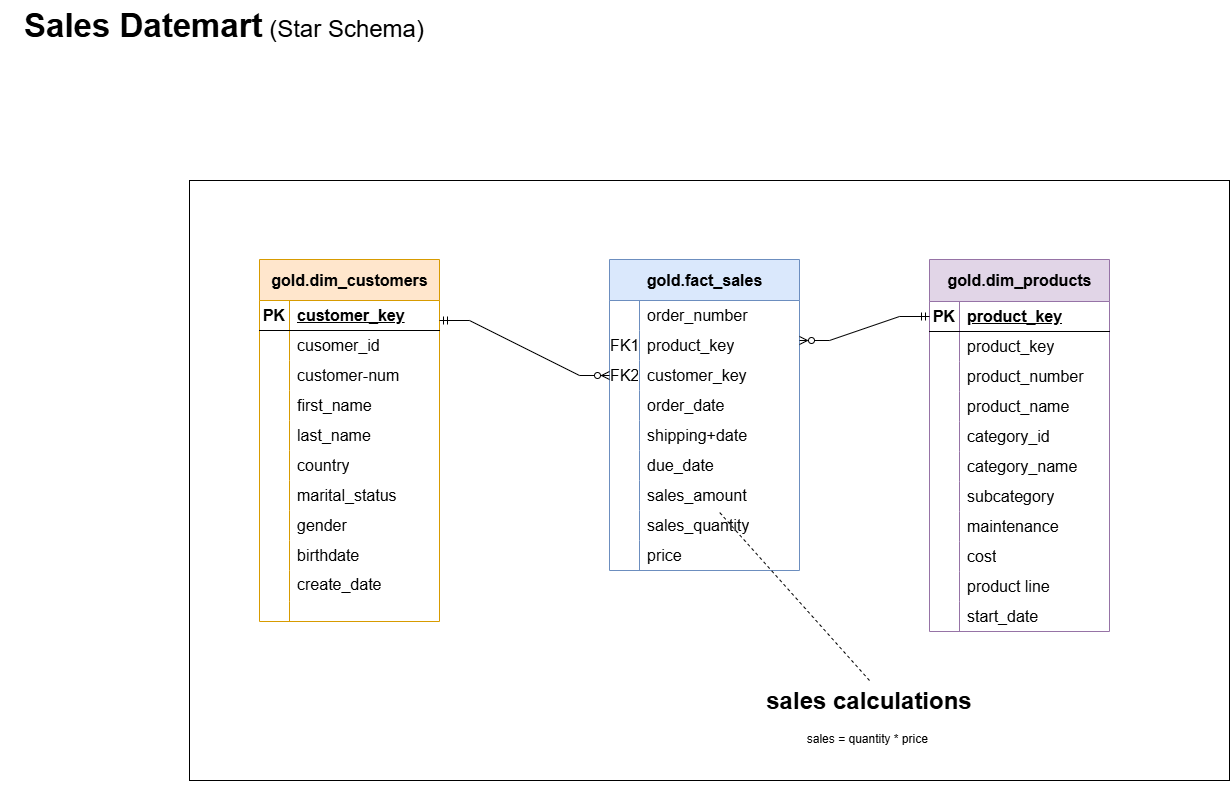 Sales Datemart (Star Schema)
gold.dim_customers
PK customer_key
cusomer_id
customer-num
first_name
last_name
country
marital_status
gender
birthdate
create_date
gold.fact_sales
order_number
FK1 product_key
FK2 customer_key
order_date
shipping+date
due_date
sales_amount
sales_quantity
price
gold.dim_products
PK product_key
product_key
product_number
product_name
category_id
category_name
subcategory
maintenance
cost
product line
start_date
sales calculations
sales = quantity * price